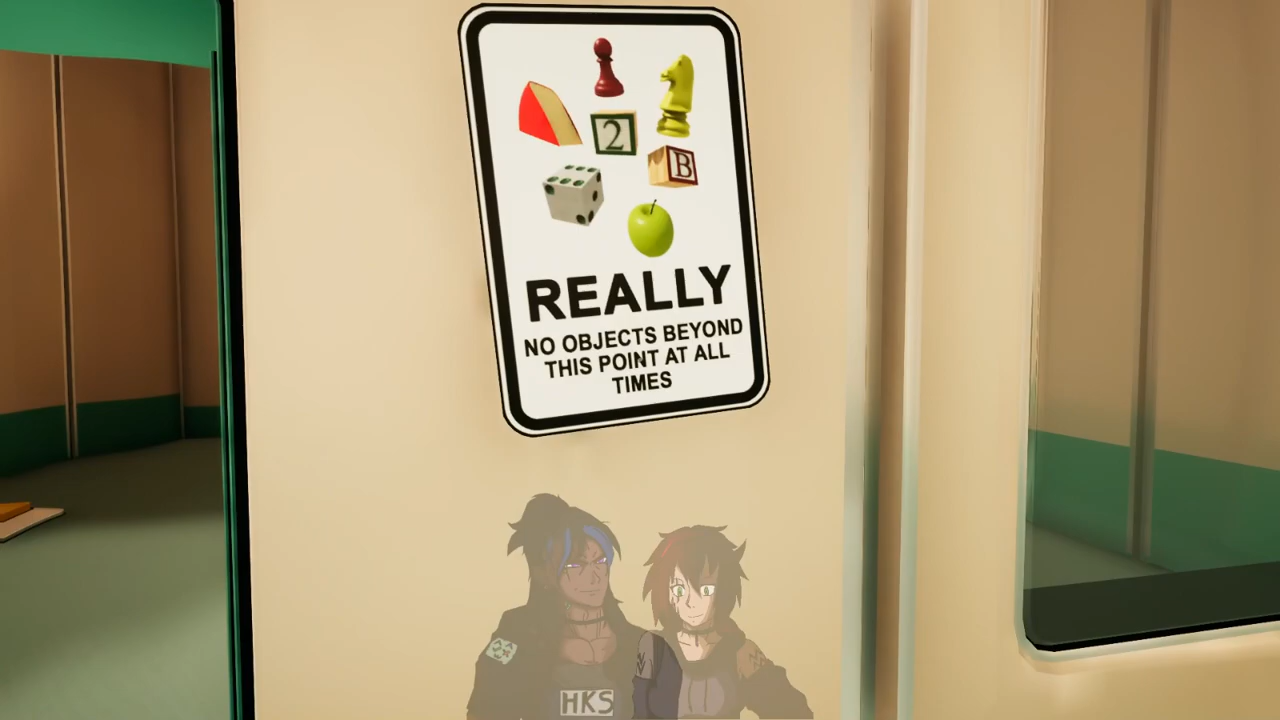 2
B
REALLY
NO OBJECTS BEYOND
THIS POINT AT ALL
TIMES
HKS